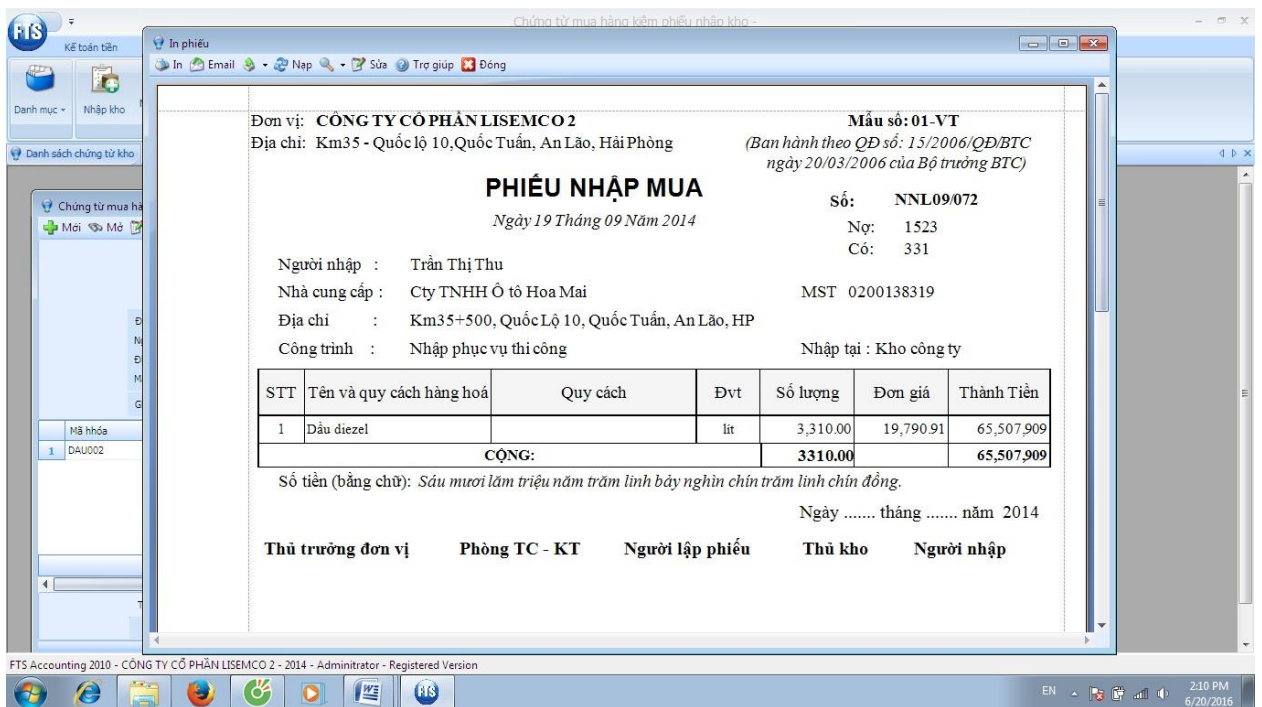 Chứng từ mua hàng kiêm phiếu nhập kho -
FTS
Kế toán tiền
In phiếu
In Email Nạp Sửa Trợ giúp Đóng
Danh mục
Nhập kho
Danh sách chứng từ kho
Chứng từ mua hà
Mới Mở
Mã hhóa
1 DAU002
Đơn vị: CÔNG TY CỔ PHẦN LISEMCO 2
Mẫu số: 01-VT
Địa chỉ: Km35 - Quốc lộ 10,Quốc Tuấn, An Lão, Hải Phòng
(Ban hành theo QĐ số: 15/2006/QĐ/BTC
ngày 20/03/2006 của Bộ trưởng BTC)
PHIẾU NHẬP MUA
Số: NNL09/072
Ngày 19 Tháng 09 Năm 2014
Nợ: 1523
Có: 331
Người nhập : Trần Thị Thu
Nhà cung cấp : Cty TNHH Ô tô Hoa Mai MST 0200138319
Địa chỉ : Km35+500, Quốc Lộ 10, Quốc Tuấn, An Lão, HP
Công trình : Nhập phục vụ thi công Nhập tại : Kho công ty
STT Tên và quy cách hàng hoá Quy cách Đvt Số lượng Đơn giá Thành Tiền
1 Dầu diezel lit 3,310.00 19,790.91 65,507,909
CỘNG: 3310.00 65,507,909
Số tiền (bằng chữ): Sáu mươi lăm triệu năm trăm linh bảy nghìn chín trăm linh chín đồng.
Ngày ....... tháng ....... năm 2014
Thủ trưởng đơn vị Phòng TC - KT Người lập phiếu Thủ kho Người nhập
FTS Accounting 2010 - CÔNG TY CỔ PHẦN LISEMCO 2 - 2014 - Adminitrator - Registered Version
EN
2:10 PM
6/20/2016